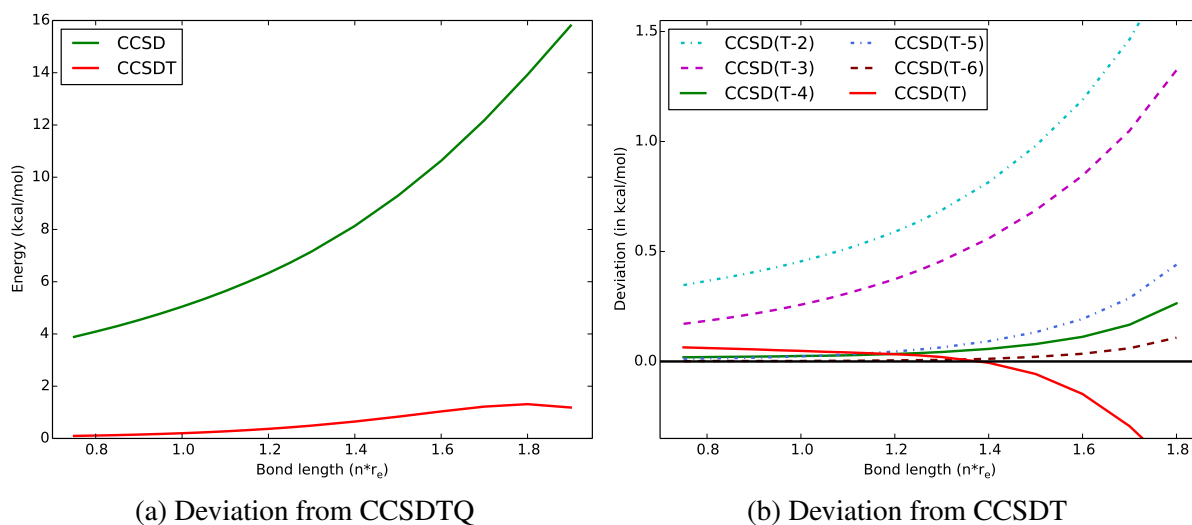 16
14
12
10
8
6
4
2
0
Energy (kcal/mol)
CCSD
CCSDT
0.8 1.0 1.2 1.4 1.6 1.8
Bond length (n*r_e)
(a) Deviation from CCSDTQ
1.5
1.0
0.5
0.0
Deviation (in kcal/mol)
CCSD(T-2) CCSD(T-5)
CCSD(T-3) CCSD(T-6)
CCSD(T-4) CCSD(T)
0.8 1.0 1.2 1.4 1.6 1.8
Bond length (n*r_e)
(b) Deviation from CCSDT